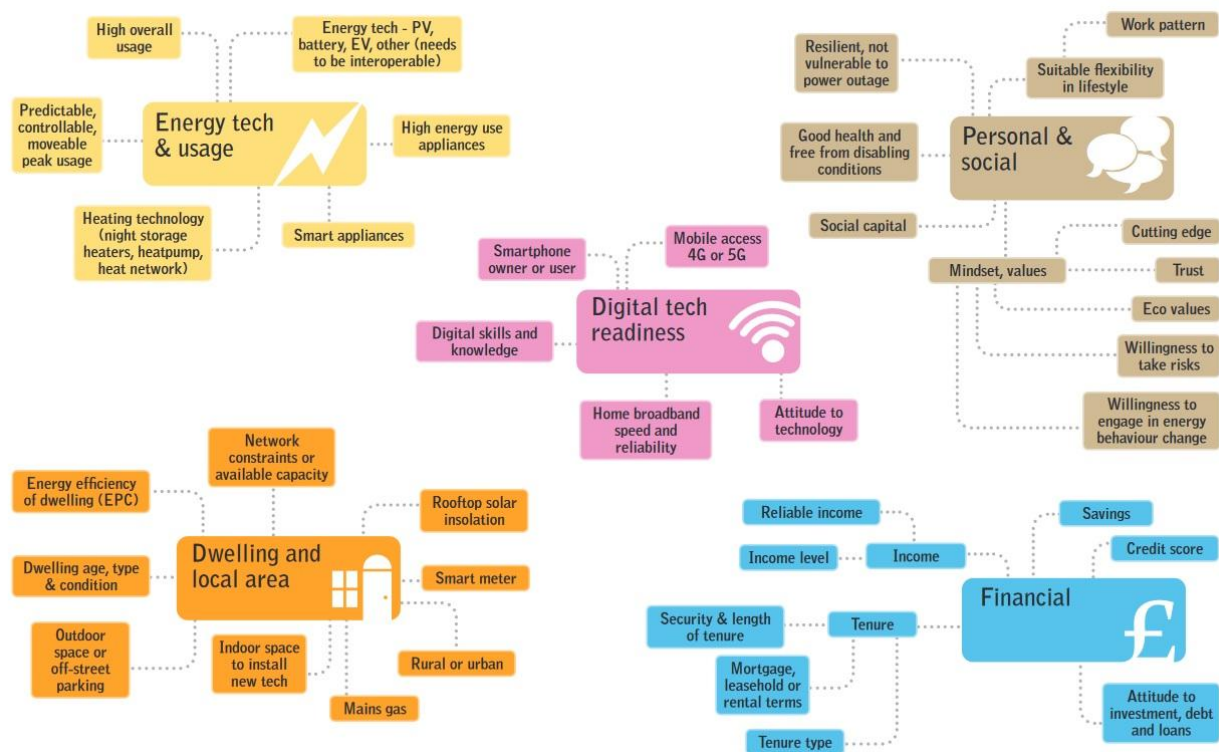 High overall
usage
Energy tech - PV,
battery, EV, other (needs
to be interoperable)
Predictable,
controllable,
moveable
peak usage
Energy tech
& usage
High energy use
appliances
Heating technology
(night storage
heaters, heatpump,
heat network)
Smart appliances
Work pattern
Resilient, not
vulnerable to
power outage
Suitable flexibility
in lifestyle
Good health and
free from disabling
conditions
Personal &
social
Social capital
Cutting edge
Mindset, values
Trust
Eco values
Willingness to
take risks
Willingness to
engage in energy
behaviour change
Smartphone
owner or user
Mobile access
4G or 5G
Digital skills and
knowledge
Digital tech
readiness
Home broadband
speed and
reliability
Attitude to
technology
Network
constraints or
available capacity
Energy efficiency
of dwelling (EPC)
Rooftop solar
insolation
Dwelling and
local area
Dwelling age, type
& condition
Smart meter
Outdoor
space or
off-street
parking
Indoor space
to install
new tech
Rural or urban
Mains gas
Reliable income
Savings
Income level
Income
Credit score
Financial
£
Security & length
of tenure
Tenure
Mortgage,
leasehold or
rental terms
Tenure type
Attitude to
investment, debt
and loans